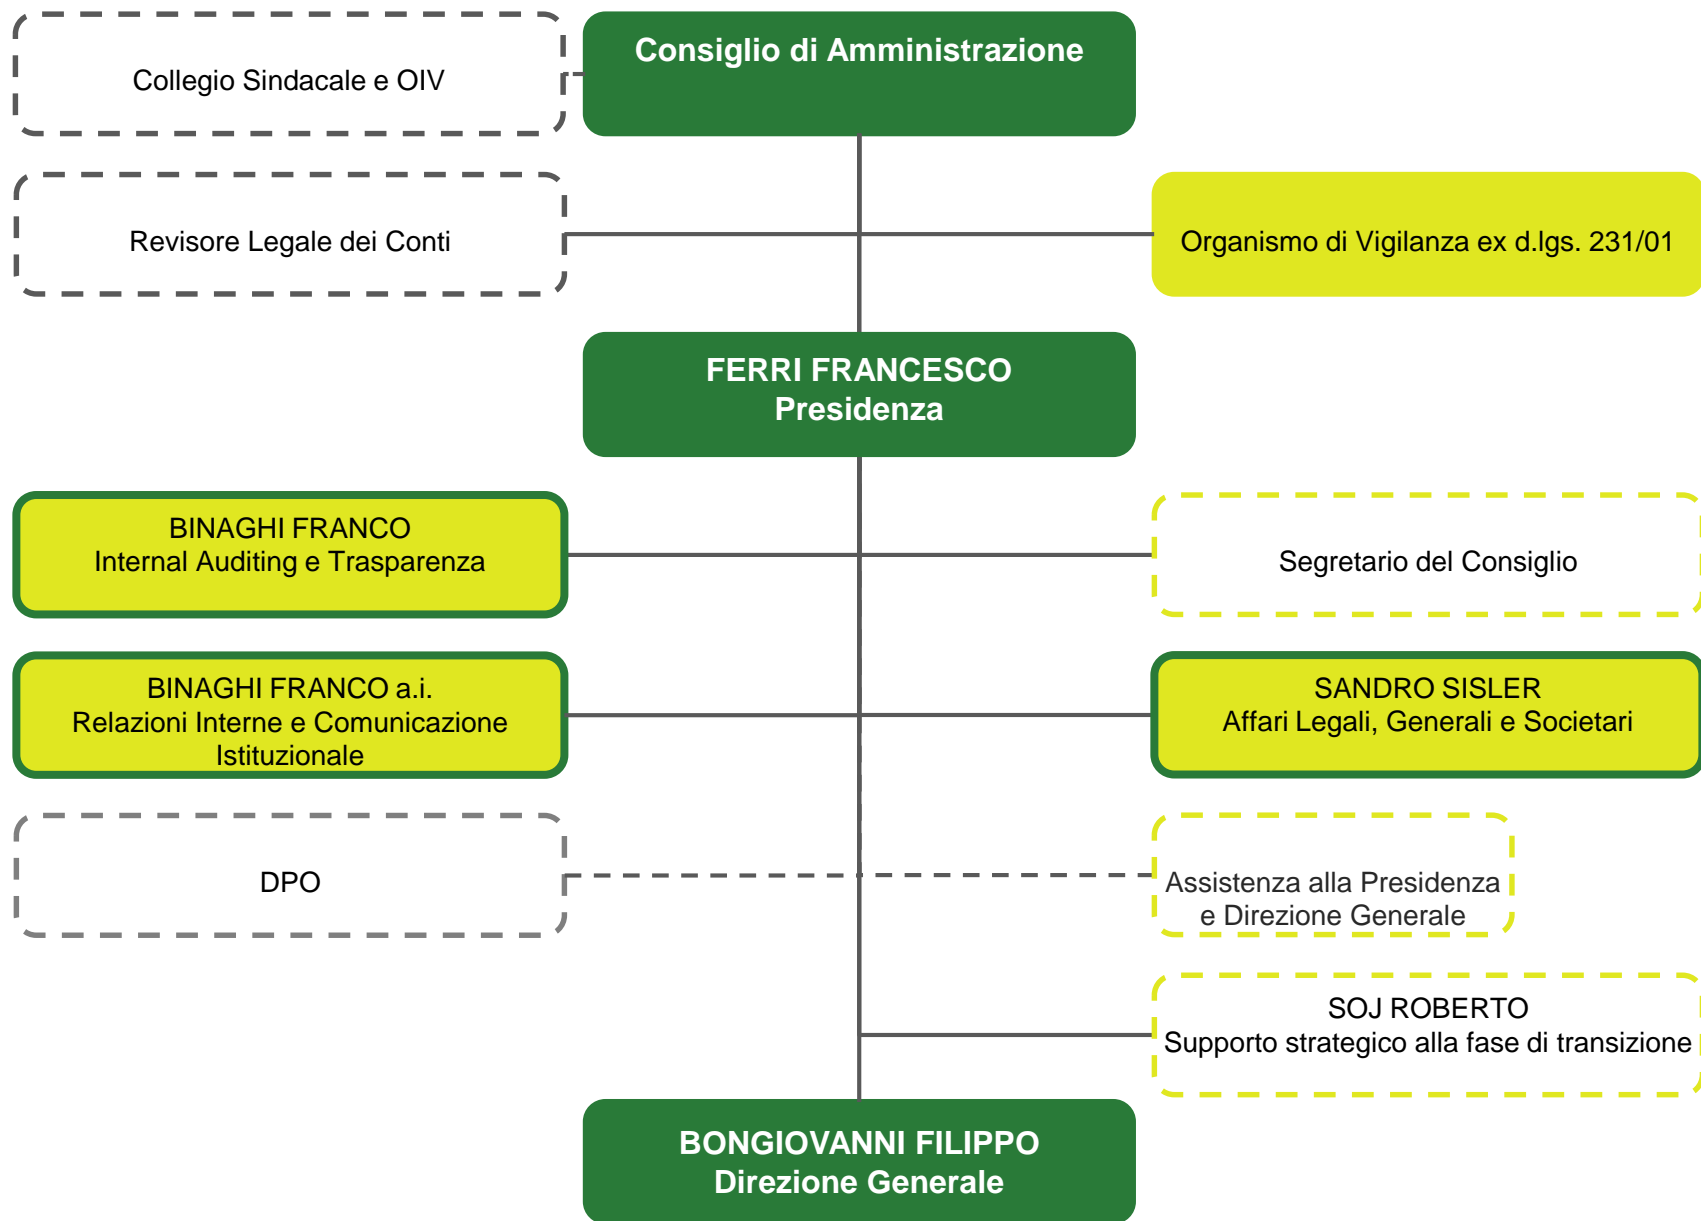 Consiglio di Amministrazione
Collegio Sindacale e OIV
Revisore Legale dei Conti
Organismo di Vigilanza ex d.lgs. 231/01
FERRI FRANCESCO
Presidenza
BINAGHI FRANCO
Internal Auditing e Trasparenza
Segretario del Consiglio
BINAGHI FRANCO a.i.
Relazioni Interne e Comunicazione
Istituzionale
SANDRO SISLER
Affari Legali, Generali e Societari
DPO
Assistenza alla Presidenza
e Direzione Generale
SOJ ROBERTO
Supporto strategico alla fase di transizione
BONGIOVANNI FILIPPO
Direzione Generale